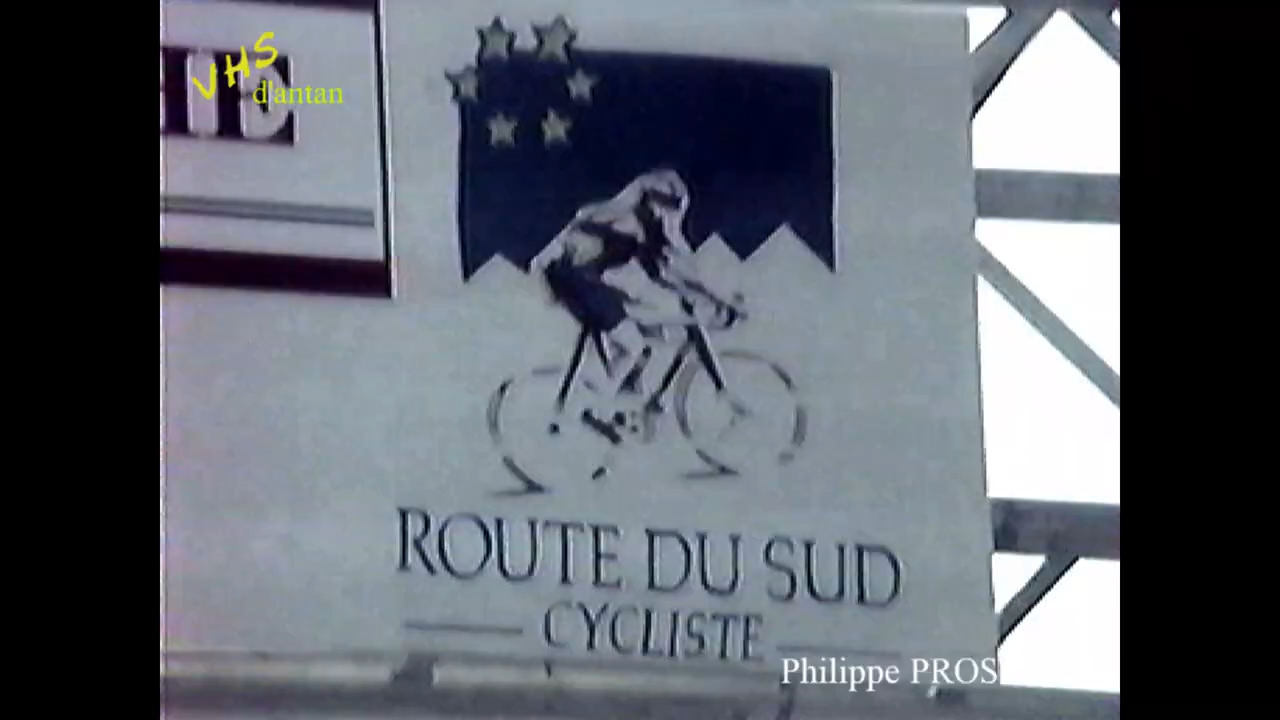 VHS
d'antan
ROUTE DU SUD
CYCLISTE
Philippe PROS